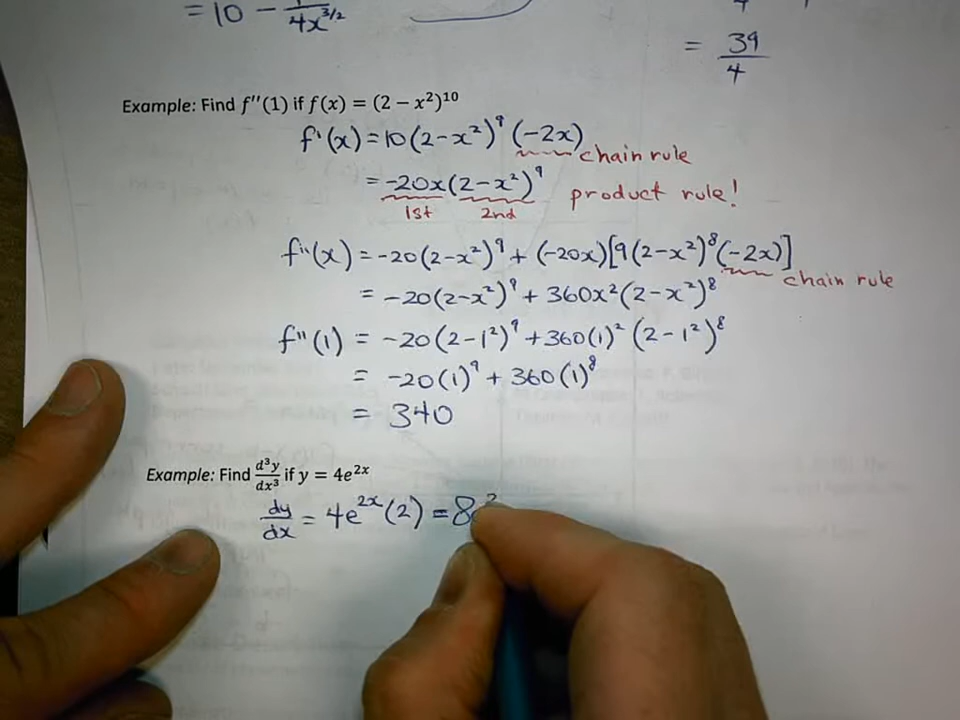 = 10 - 1/4x^3/2
= 39/4
Example: Find f''(1) if f(x) = (2 − x²)¹⁰
f'(x) = 10(2-x²)⁹(-2x)
chain rule
= -20x(2-x²)⁹ product rule!
1st 2nd
f''(x) = -20(2-x²)⁹ + (-20x)[9(2-x²)⁸(-2x)]
chain rule
= -20(2-x²)⁹ + 360x²(2-x²)⁸
f''(1) = -20(2-1²)⁹ + 360(1)² (2-1²)⁸
= -20(1)⁹ + 360(1)⁸
= 340
Example: Find d³y/dx³ if y = 4e²ˣ
dy/dx = 4e²ˣ(2) = 8